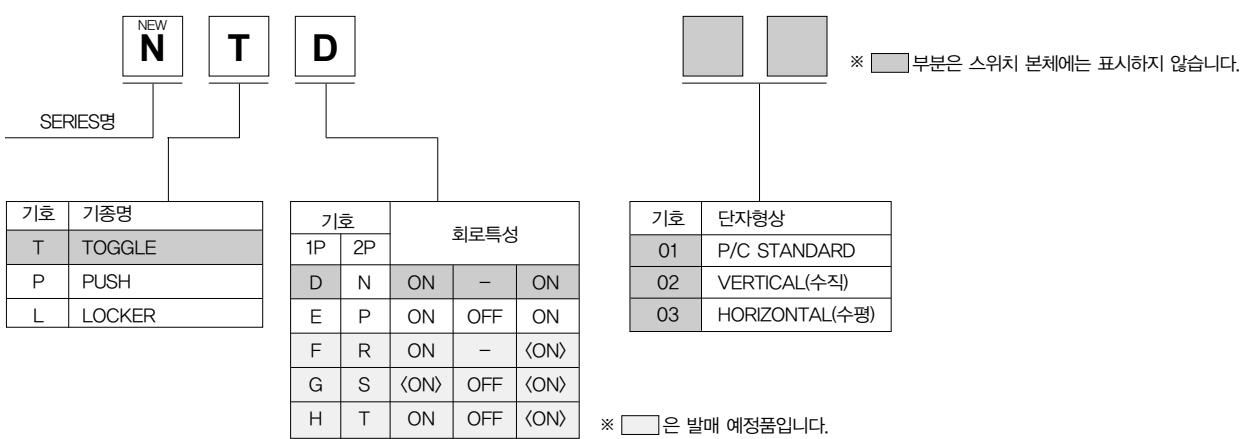 NEW
N T D
※ 부분은 스위치 본체에는 표시하지 않습니다.
SERIES명
기호 기종명
T TOGGLE
P PUSH
L LOCKER
기호 회로특성
1P 2P
D N ON – ON
E P ON OFF ON
F R ON – 〈ON〉
G S 〈ON〉 OFF 〈ON〉
H T ON OFF 〈ON〉
기호 단자형상
01 P/C STANDARD
02 VERTICAL(수직)
03 HORIZONTAL(수평)
※ 은 발매 예정품입니다.